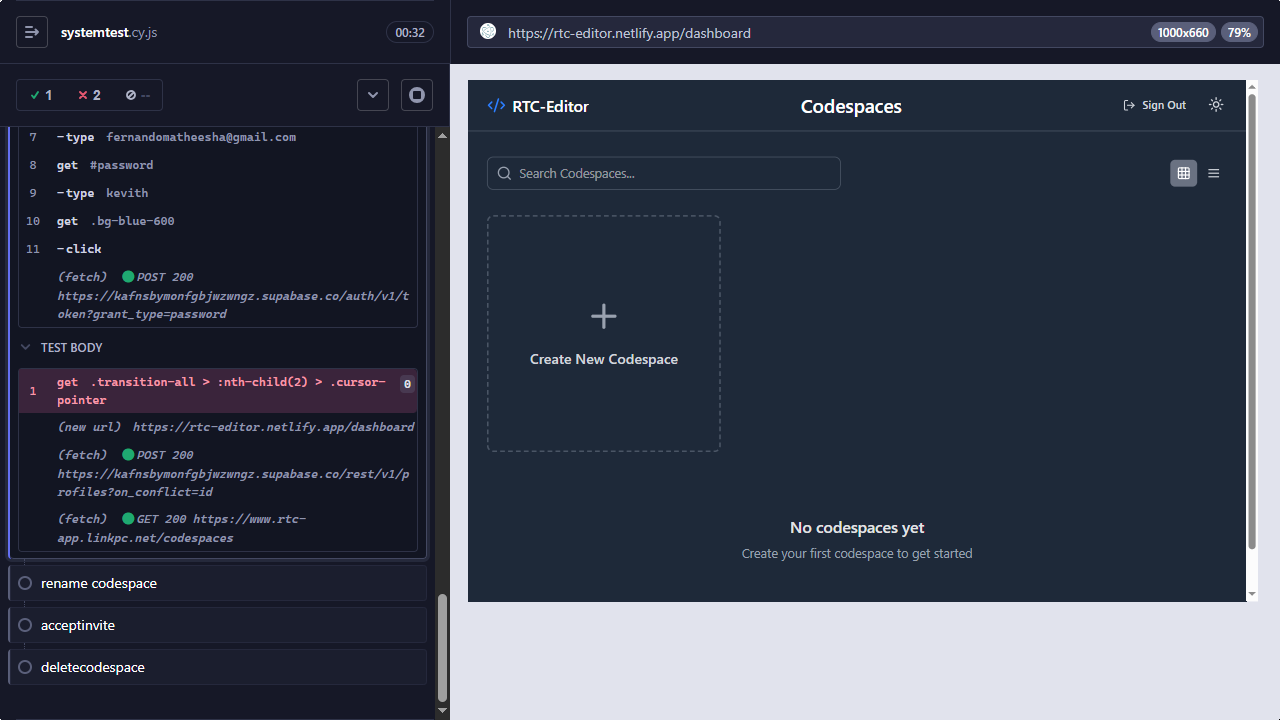 systemtest.cy.js
00:32
1
2
--
7 -type fernandomatheesha@gmail.com
8 get #password
9 -type kevith
10 get .bg-blue-600
11 -click
(fetch) POST 200
https://kafnsbymonfgbjwzwngz.supabase.co/auth/v1/t
oken?grant_type=password
TEST BODY
1 get .transition-all > :nth-child(2) > .cursor-
pointer
0
(new url) https://rtc-editor.netlify.app/dashboard
(fetch) POST 200
https://kafnsbymonfgbjwzwngz.supabase.co/rest/v1/p
rofiles?on_conflict=id
(fetch) GET 200 https://www.rtc-
app.linkpc.net/codespaces
rename codespace
acceptinvite
deletecodespace
https://rtc-editor.netlify.app/dashboard
1000x660
79%
</> RTC-Editor
Codespaces
Sign Out
Search Codespaces...
Create New Codespace
No codespaces yet
Create your first codespace to get started